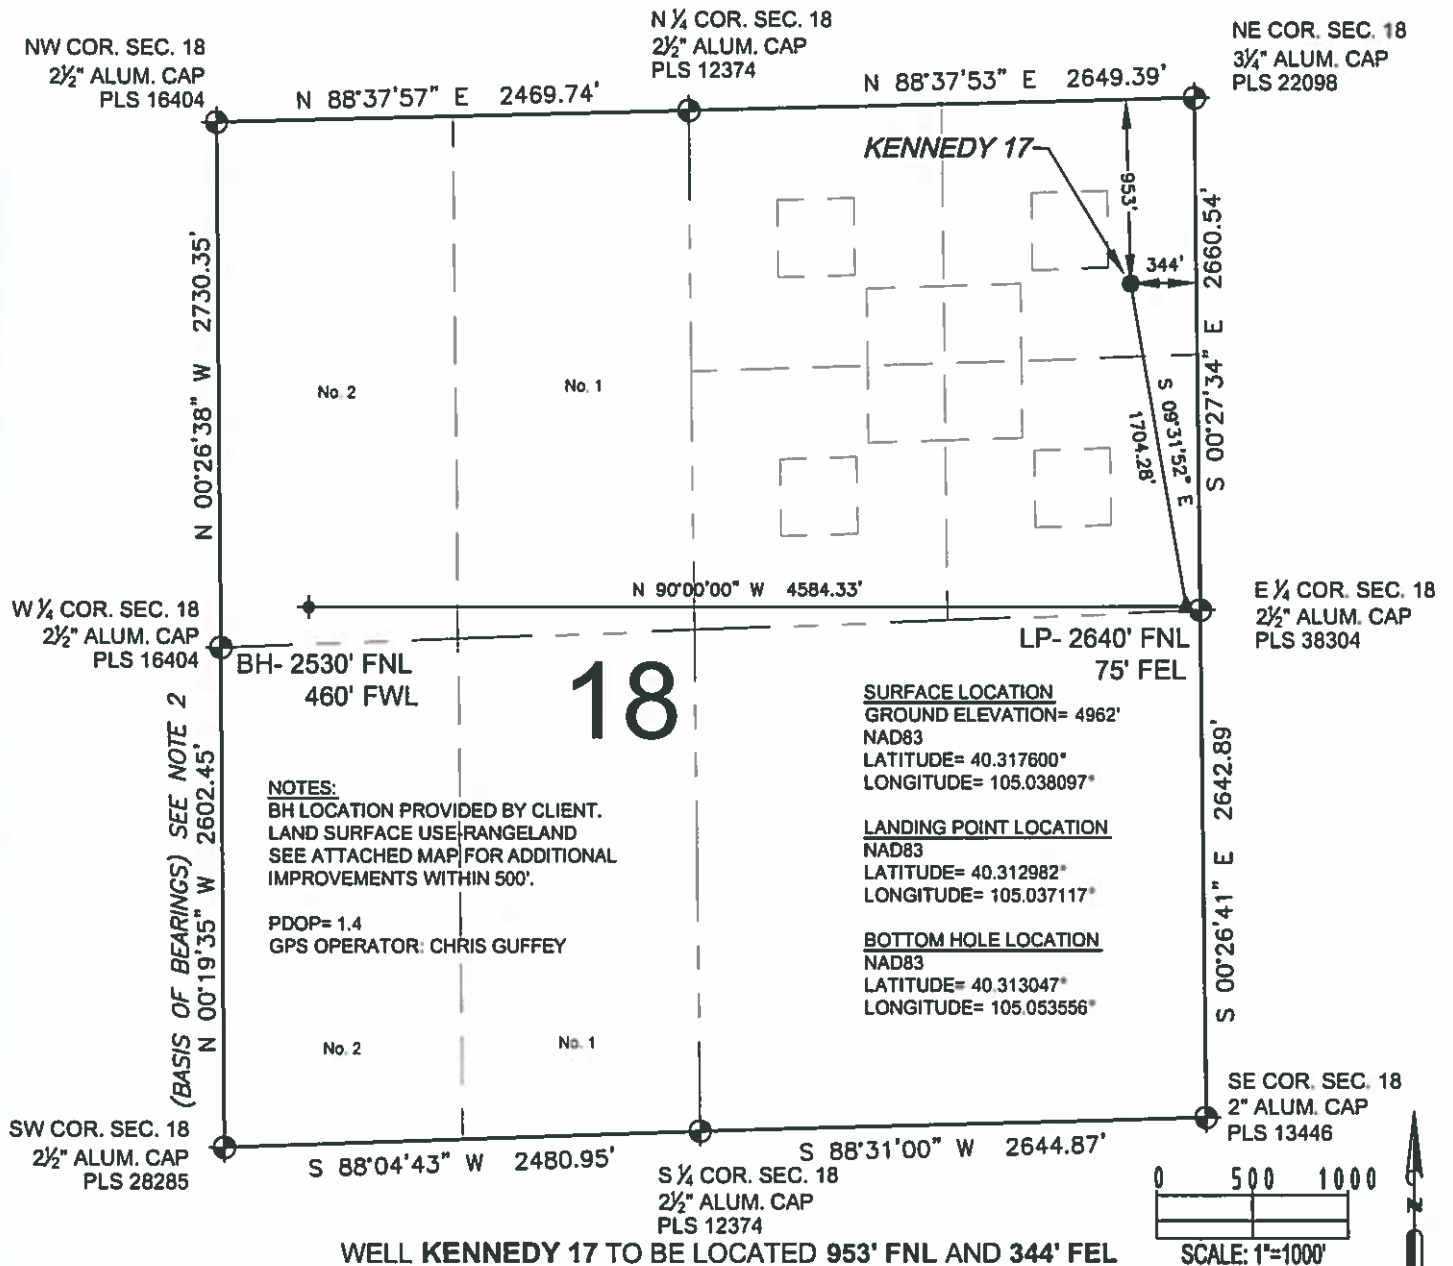 NW COR. SEC. 18
2½" ALUM. CAP
PLS 16404
N ¼ COR. SEC. 18
2½" ALUM. CAP
PLS 12374
NE COR. SEC. 18
3¼" ALUM. CAP
PLS 22098
N 88°37'57" E 2469.74'
N 88°37'53" E 2649.39'
KENNEDY 17
953'
344'
N 00°26'38" W 2730.35'
S 00°27'34" E 2660.54'
S 09°31'52" E
1704.28'
No. 2
No. 1
N 90°00'00" W 4584.33'
W ¼ COR. SEC. 18
2½" ALUM. CAP
PLS 16404
E ¼ COR. SEC. 18
2½" ALUM. CAP
PLS 38304
BH- 2530' FNL
460' FWL
LP- 2640' FNL
75' FEL
18
SURFACE LOCATION
GROUND ELEVATION= 4962'
NAD83
LATITUDE= 40.317600°
LONGITUDE= 105.038097°
LANDING POINT LOCATION
NAD83
LATITUDE= 40.312982°
LONGITUDE= 105.037117°
BOTTOM HOLE LOCATION
NAD83
LATITUDE= 40.313047°
LONGITUDE= 105.053556°
NOTES:
BH LOCATION PROVIDED BY CLIENT.
LAND SURFACE USE-RANGELAND
SEE ATTACHED MAP FOR ADDITIONAL
IMPROVEMENTS WITHIN 500'.
PDOP= 1.4
GPS OPERATOR: CHRIS GUFFEY
(BASIS OF BEARINGS) SEE NOTE 2
N 00°19'35" W 2602.45'
S 00°26'41" E 2642.89'
No. 2
No. 1
SW COR. SEC. 18
2½" ALUM. CAP
PLS 28285
S 88°04'43" W 2480.95'
S 88°31'00" W 2644.87'
SE COR. SEC. 18
2" ALUM. CAP
PLS 13446
S ¼ COR. SEC. 18
2½" ALUM. CAP
PLS 12374
0 500 1000
SCALE: 1"=1000'
N
WELL KENNEDY 17 TO BE LOCATED 953' FNL AND 344' FEL